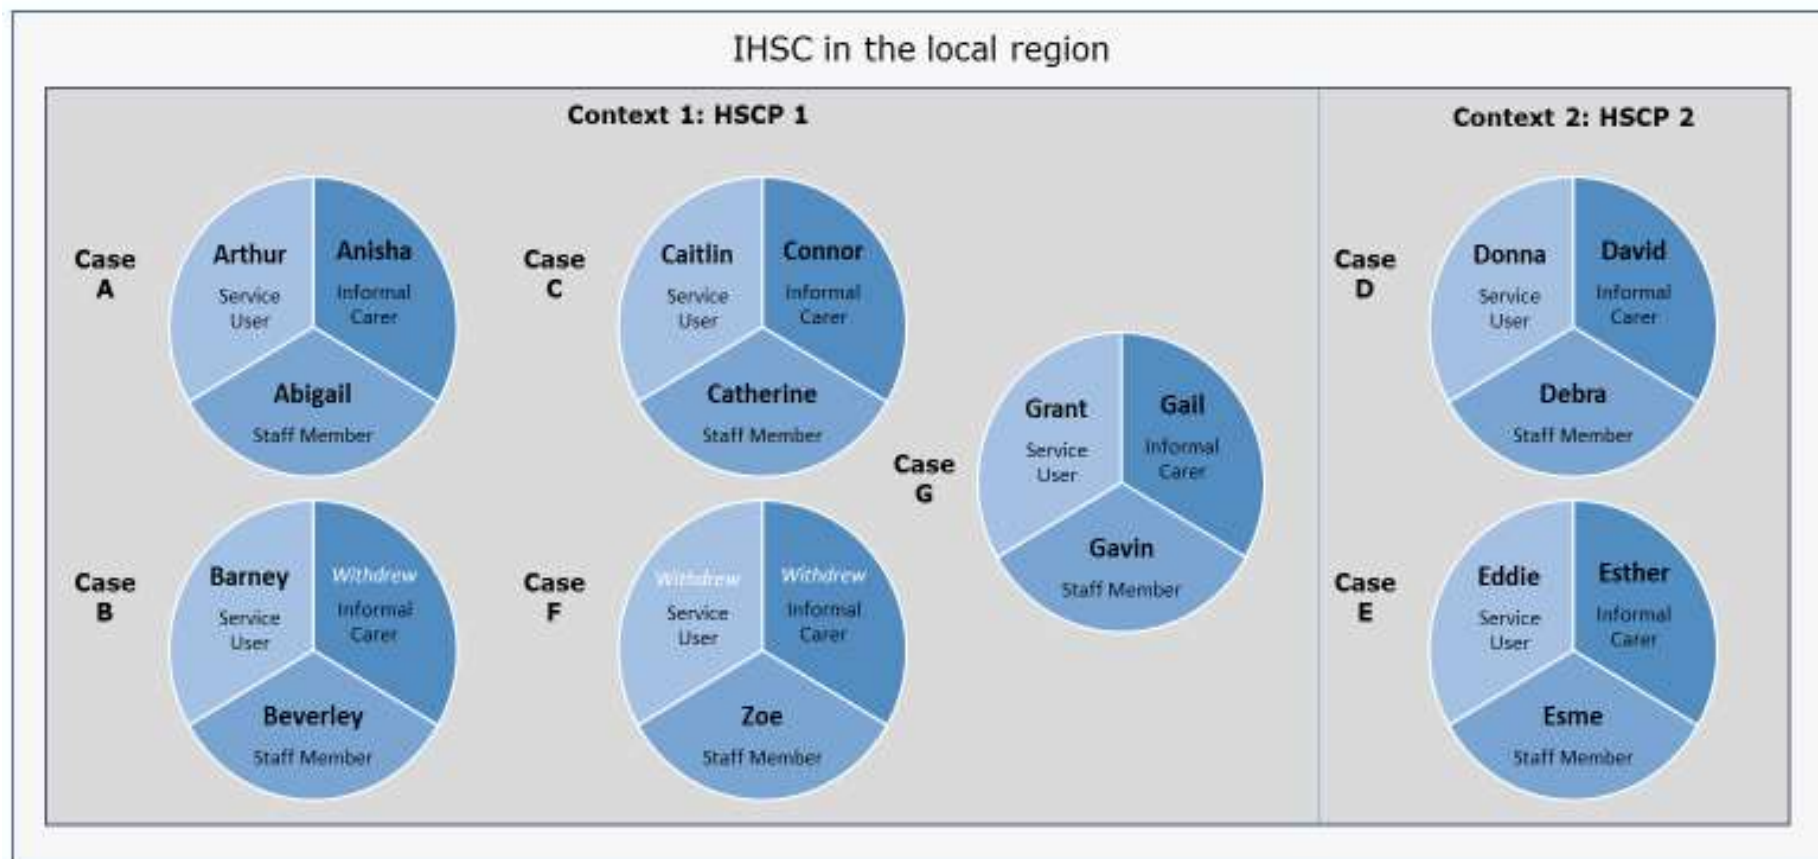 IHSC in the local region
Context 1: HSCP 1
Context 2: HSCP 2
Case
A
Arthur
Service
User
Anisha
Informal
Carer
Abigail
Staff Member
Case
C
Caitlin
Service
User
Connor
Informal
Carer
Catherine
Staff Member
Case
G
Grant
Service
User
Gail
Informal
Carer
Gavin
Staff Member
Case
D
Donna
Service
User
David
Informal
Carer
Debra
Staff Member
Case
B
Barney
Service
User
Withdrew
Informal
Carer
Beverley
Staff Member
Case
F
Withdrew
Service
User
Withdrew
Informal
Carer
Zoe
Staff Member
Case
E
Eddie
Service
User
Esther
Informal
Carer
Esme
Staff Member